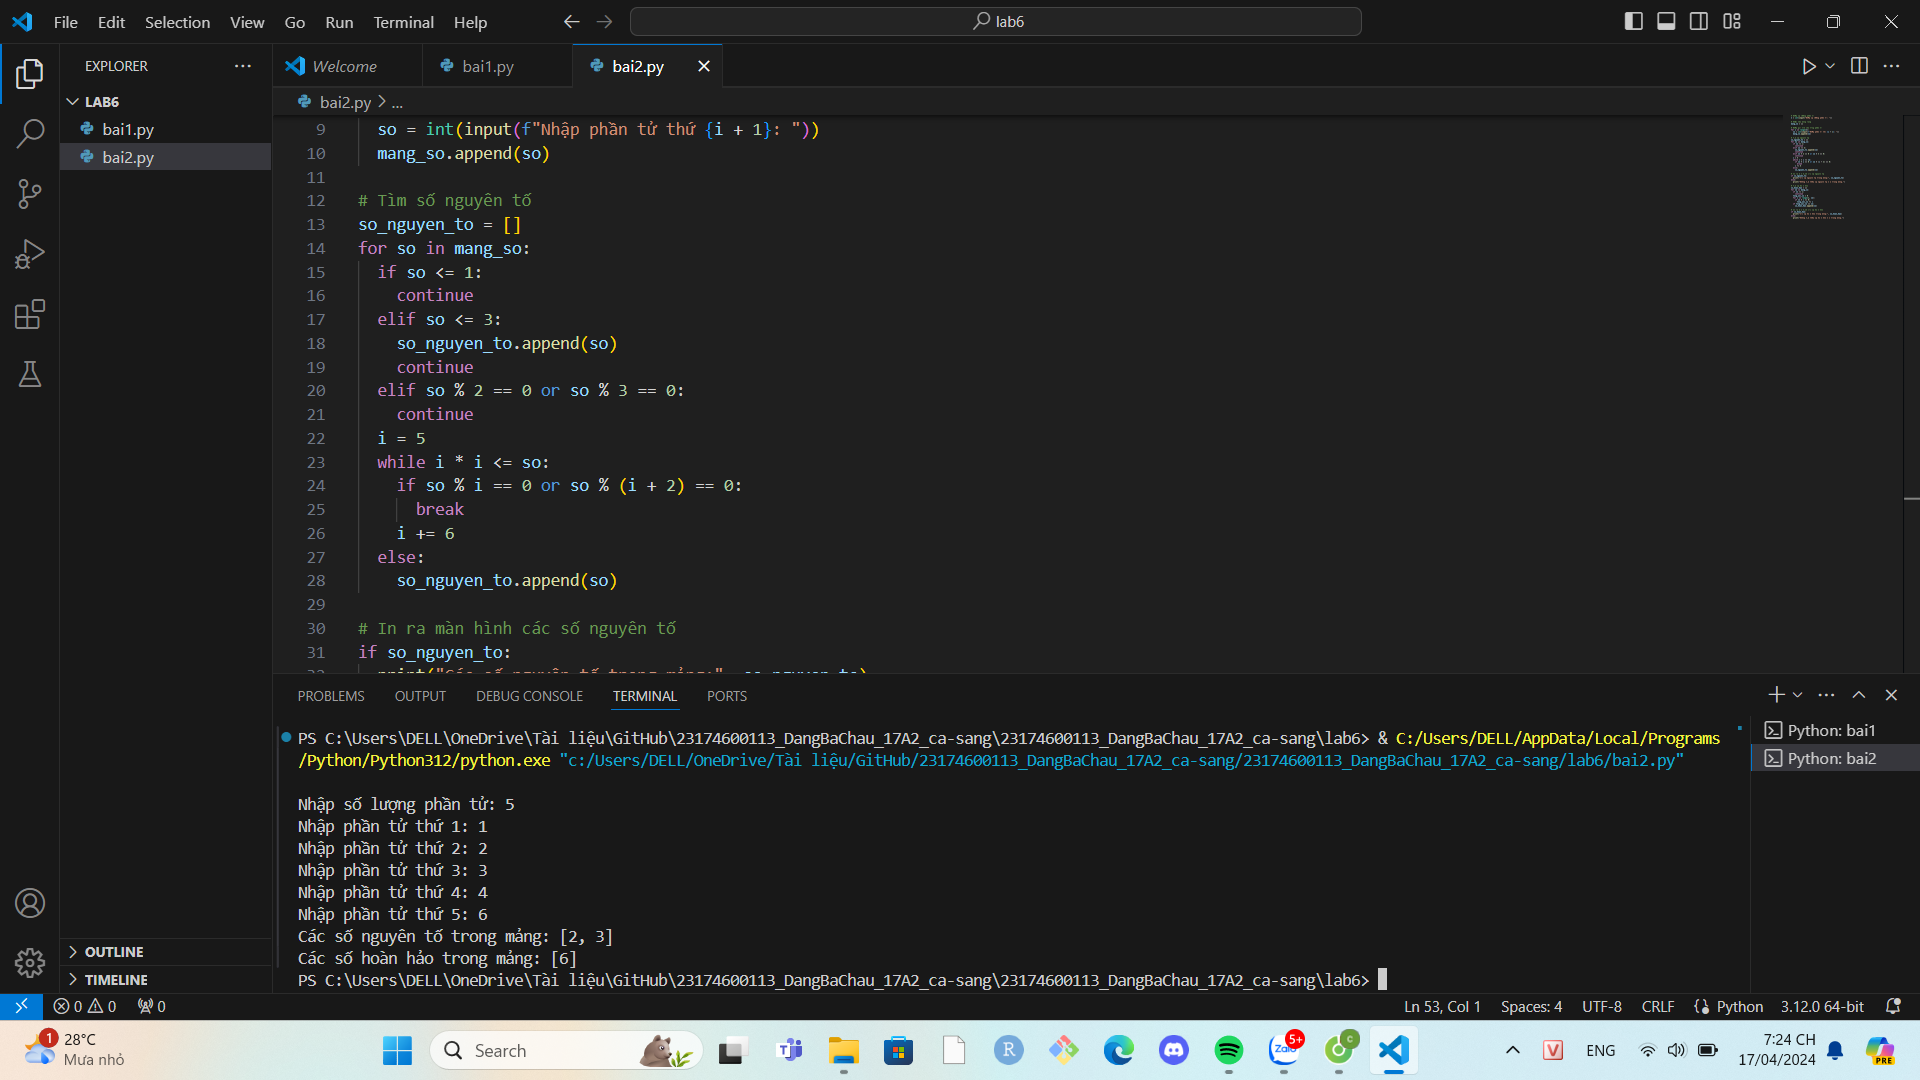 File Edit Selection View Go Run Terminal Help
lab6
EXPLORER
LAB6
bai1.py
bai2.py
OUTLINE
TIMELINE
Welcome
bai1.py
bai2.py
bai2.py > ...
9 so = int(input(f"Nhập phần tử thứ {i + 1}: "))
10 mang_so.append(so)
11
12 # Tìm số nguyên tố
13 so_nguyen_to = []
14 for so in mang_so:
15 if so <= 1:
16 continue
17 elif so <= 3:
18 so_nguyen_to.append(so)
19 continue
20 elif so % 2 == 0 or so % 3 == 0:
21 continue
22 i = 5
23 while i * i <= so:
24 if so % i == 0 or so % (i + 2) == 0:
25 break
26 i += 6
27 else:
28 so_nguyen_to.append(so)
29
30 # In ra màn hình các số nguyên tố
31 if so_nguyen_to:
PROBLEMS OUTPUT DEBUG CONSOLE TERMINAL PORTS
PS C:\Users\DELL\OneDrive\Tài liệu\GitHub\23174600113_DangBaChau_17A2_ca-sang\23174600113_DangBaChau_17A2_ca-sang\lab6> & C:/Users/DELL/AppData/Local/Programs
/Python/Python312/python.exe "c:/Users/DELL/OneDrive/Tài liệu/GitHub/23174600113_DangBaChau_17A2_ca-sang/23174600113_DangBaChau_17A2_ca-sang/lab6/bai2.py"
Nhập số lượng phần tử: 5
Nhập phần tử thứ 1: 1
Nhập phần tử thứ 2: 2
Nhập phần tử thứ 3: 3
Nhập phần tử thứ 4: 4
Nhập phần tử thứ 5: 6
Các số nguyên tố trong mảng: [2, 3]
Các số hoàn hảo trong mảng: [6]
PS C:\Users\DELL\OneDrive\Tài liệu\GitHub\23174600113_DangBaChau_17A2_ca-sang\23174600113_DangBaChau_17A2_ca-sang\lab6>
Python: bai1
Python: bai2
0 0 0
Ln 53, Col 1 Spaces: 4 UTF-8 CRLF Python 3.12.0 64-bit
1
28°C
Mưa nhỏ
Search
R
Zalo
5+
c
V
ENG
7:24 CH
17/04/2024
PRE